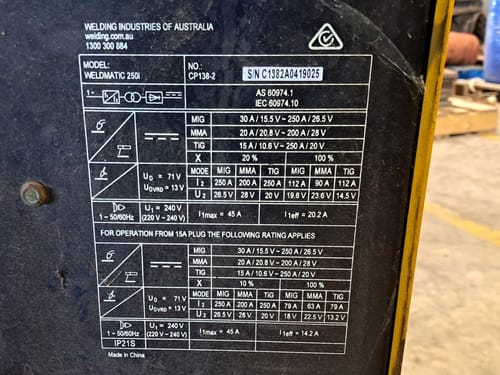 WELDING INDUSTRIES OF AUSTRALIA
welding.com.au
1300 300 884
MODEL: NO.: S/N C1382A0419025
WELDMATIC 250i CP138-2
1~ AS 60974.1
IEC 60974.10
MIG 30 A / 15.5 V ~ 250 A / 26.5 V
MMA 20 A / 20.8 V ~ 200 A / 28 V
TIG 15 A / 10.6 V ~ 250 A / 20 V
X 20 % 100 %
MODE MIG MMA TIG MIG MMA TIG
U0 = 71 V I2 250 A 200 A 250 A 112 A 90 A 112 A
UOVRD = 13 V U2 26.5 V 28 V 20 V 19.6 V 23.6 V 14.5 V
1 ~ 50/60Hz U1 = 240 V (220 V ~ 240 V) I1max = 45 A I1eff = 20.2 A
FOR OPERATION FROM 15A PLUG THE FOLLOWING RATING APPLIES
MIG 30 A / 15.5 V ~ 250 A / 26.5 V
MMA 20 A / 20.8 V ~ 200 A / 28 V
TIG 15 A / 10.6 V ~ 250 A / 20 V
X 10 % 100 %
MODE MIG MMA TIG MIG MMA TIG
U0 = 71 V I2 250 A 200 A 250 A 79 A 63 A 79 A
UOVRD = 13 V U2 26.5 V 28 V 20 V 18 V 22.5 V 13.2 V
1 ~ 50/60Hz U1 = 240 V (220 V ~ 240 V) I1max = 45 A I1eff = 14.2 A
IP21S
Made in China